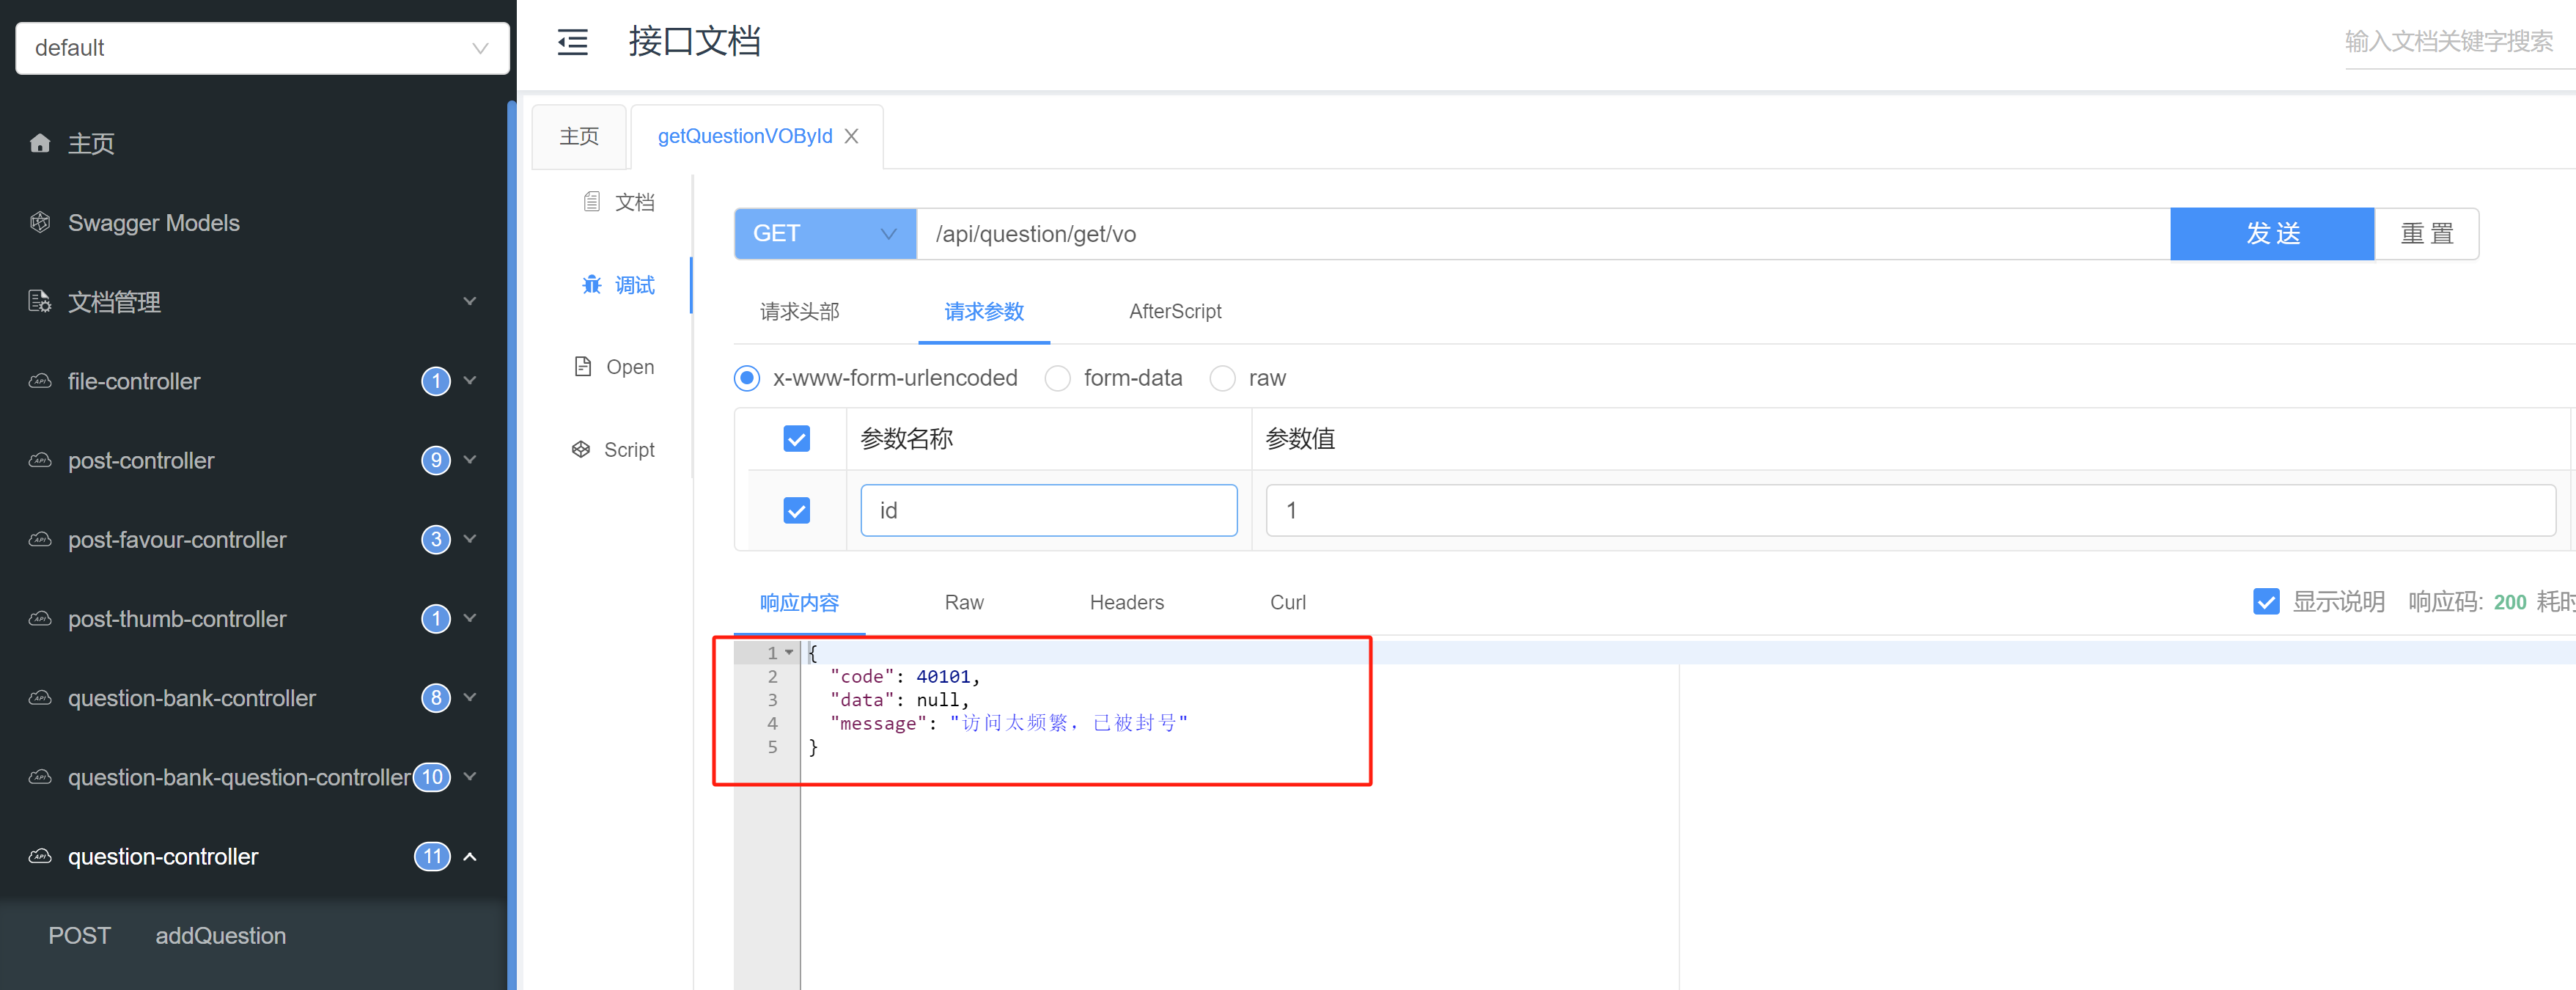 default
主页
Swagger Models
文档管理
file-controller 1
post-controller 9
post-favour-controller 3
post-thumb-controller 1
question-bank-controller 8
question-bank-question-controller 10
question-controller 11
POST addQuestion
接口文档
输入文档关键字搜索
主页 getQuestionVOById
文档
调试
Open
Script
GET /api/question/get/vo 发送 重置
请求头部 请求参数 AfterScript
x-www-form-urlencoded form-data raw
参数名称 参数值
id 1
响应内容 Raw Headers Curl 显示说明 响应码: 200 耗时
1 {
2 "code": 40101,
3 "data": null,
4 "message": "访问太频繁，已被封号"
5 }